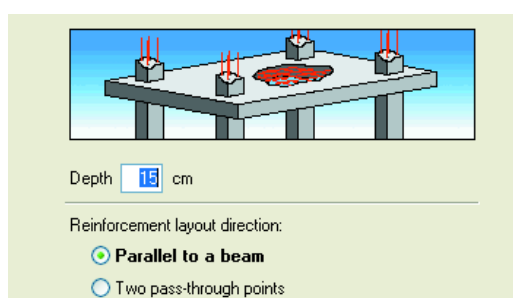 Depth 15 cm
Reinforcement layout direction:
Parallel to a beam
Two pass-through points